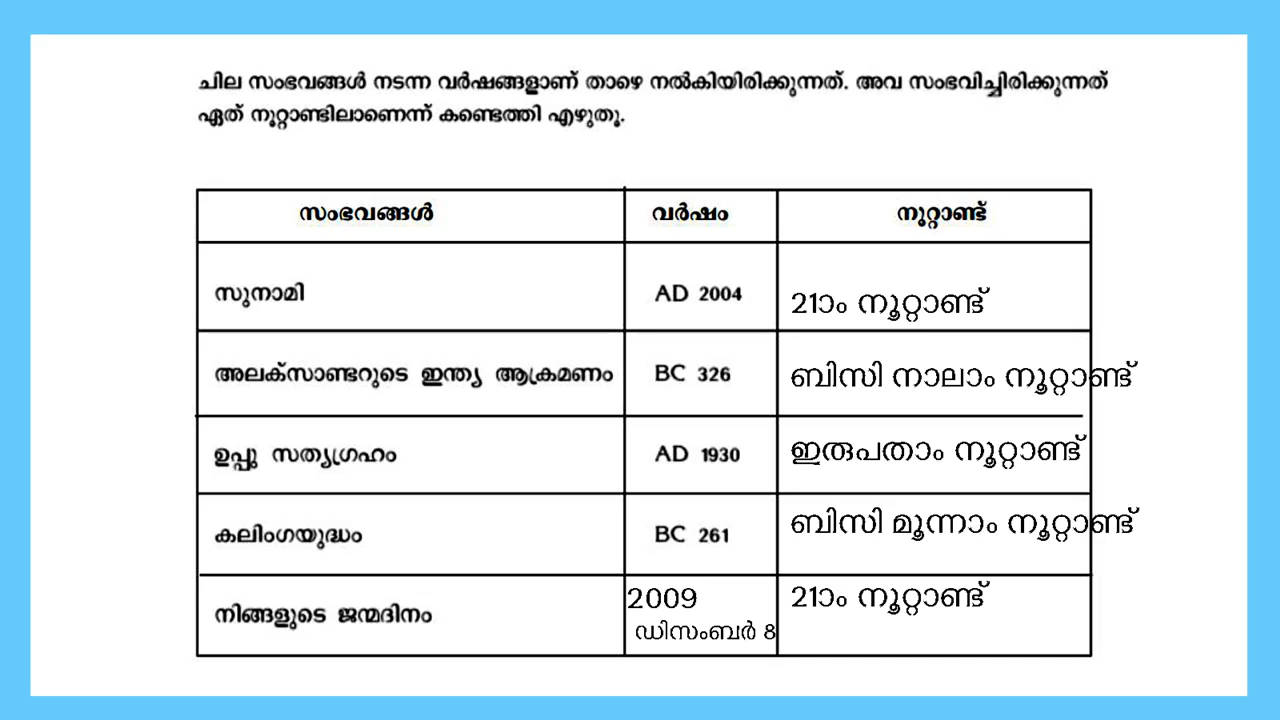 ചില സംഭവങ്ങൾ നടന്ന വർഷങ്ങളാണ് താഴെ നൽകിയിരിക്കുന്നത്. അവ സംഭവിച്ചിരിക്കുന്നത്
ഏത് നൂറ്റാണ്ടിലാണെന്ന് കണ്ടെത്തി എഴുതൂ.
സംഭവങ്ങൾ വർഷം നൂറ്റാണ്ട്
സുനാമി AD 2004 21ാം നൂറ്റാണ്ട്
അലക്സാണ്ടറുടെ ഇന്ത്യ ആക്രമണം BC 326 ബിസി നാലാം നൂറ്റാണ്ട്
ഉപ്പു സത്യഗ്രഹം AD 1930 ഇരുപതാം നൂറ്റാണ്ട്
കലിംഗയുദ്ധം BC 261 ബിസി മൂന്നാം നൂറ്റാണ്ട്
നിങ്ങളുടെ ജന്മദിനം 2009 21ാം നൂറ്റാണ്ട്
ഡിസംബർ 8